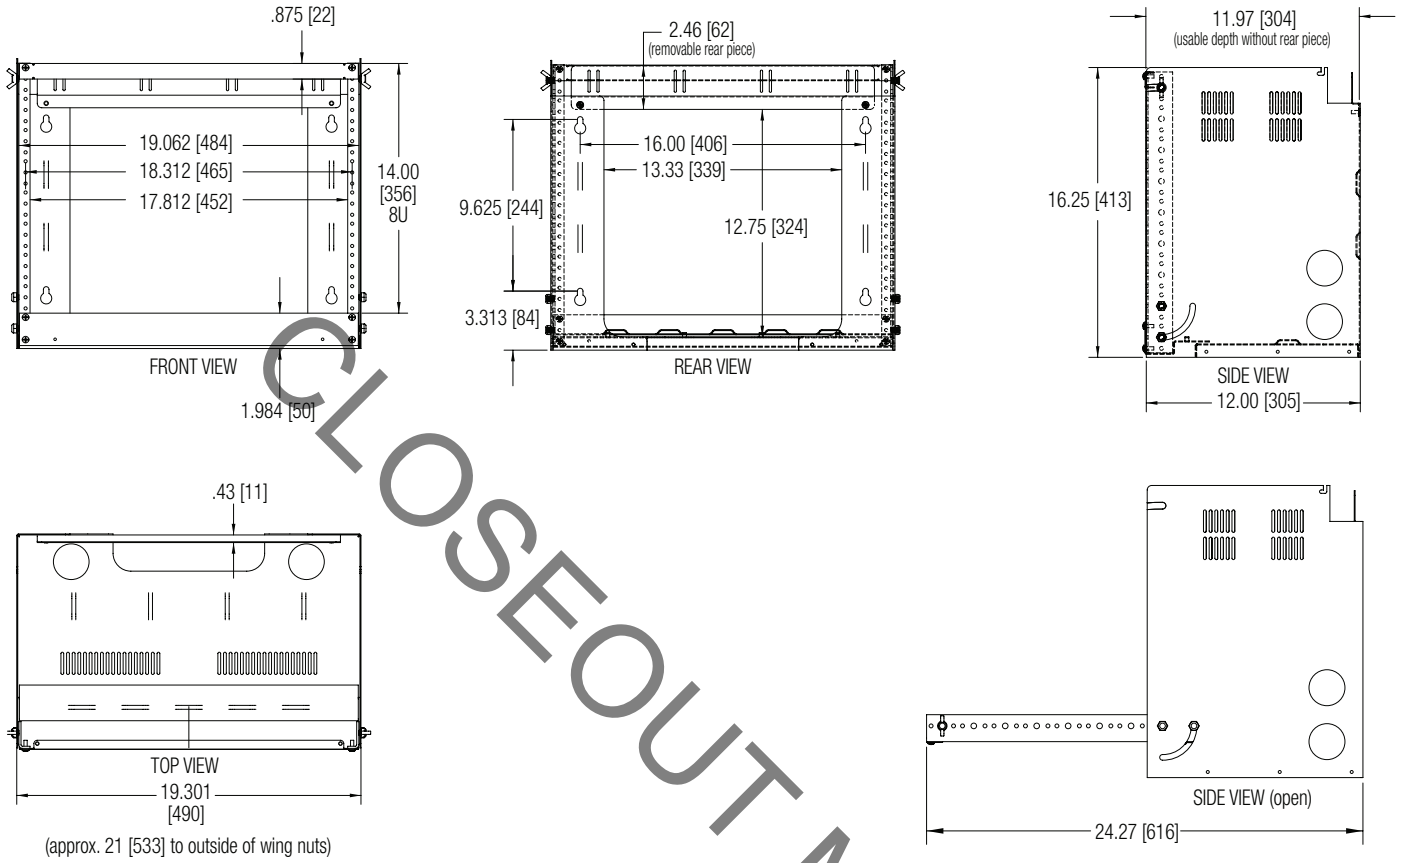 .875 [22]
19.062 [484]
18.312 [465]
17.812 [452]
14.00
[356]
8U
FRONT VIEW
1.984 [50]
2.46 [62]
(removable rear piece)
16.00 [406]
13.33 [339]
9.625 [244]
12.75 [324]
3.313 [84]
REAR VIEW
11.97 [304]
(usable depth without rear piece)
16.25 [413]
SIDE VIEW
12.00 [305]
.43 [11]
TOP VIEW
19.301
[490]
(approx. 21 [533] to outside of wing nuts)
SIDE VIEW (open)
24.27 [616]
CLOSEOUT